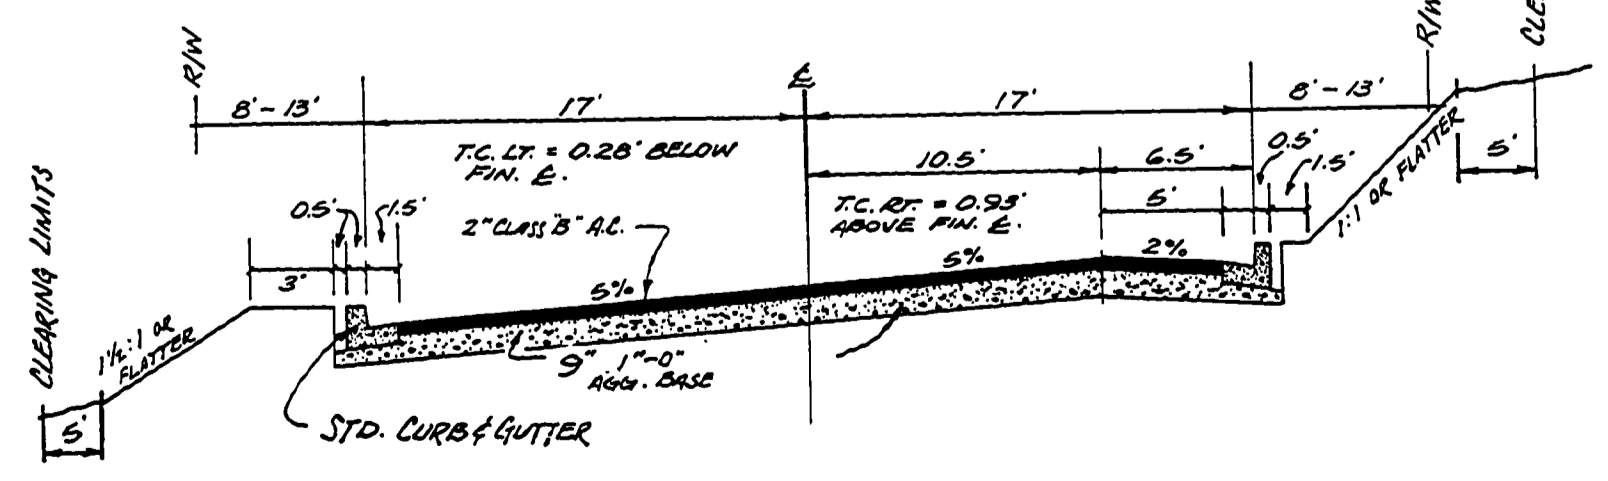 R/W
R/W
CLE
℄
8'-13'
17'
17'
8'-13'
T.C. LT. = 0.28' BELOW
FIN. ℄.
10.5'
6.5'
0.5'
1.5'
5'
5'
T.C. RT. = 0.93'
ABOVE FIN. ℄.
1:1 OR FLATTER
CLEARING LIMITS
0.5'
1.5'
2" CLASS "B" A.C.
3'
5%
5%
2%
1½:1 OR
FLATTER
9" 1"-0"
AGG. BASE
STD. CURB & GUTTER
5'